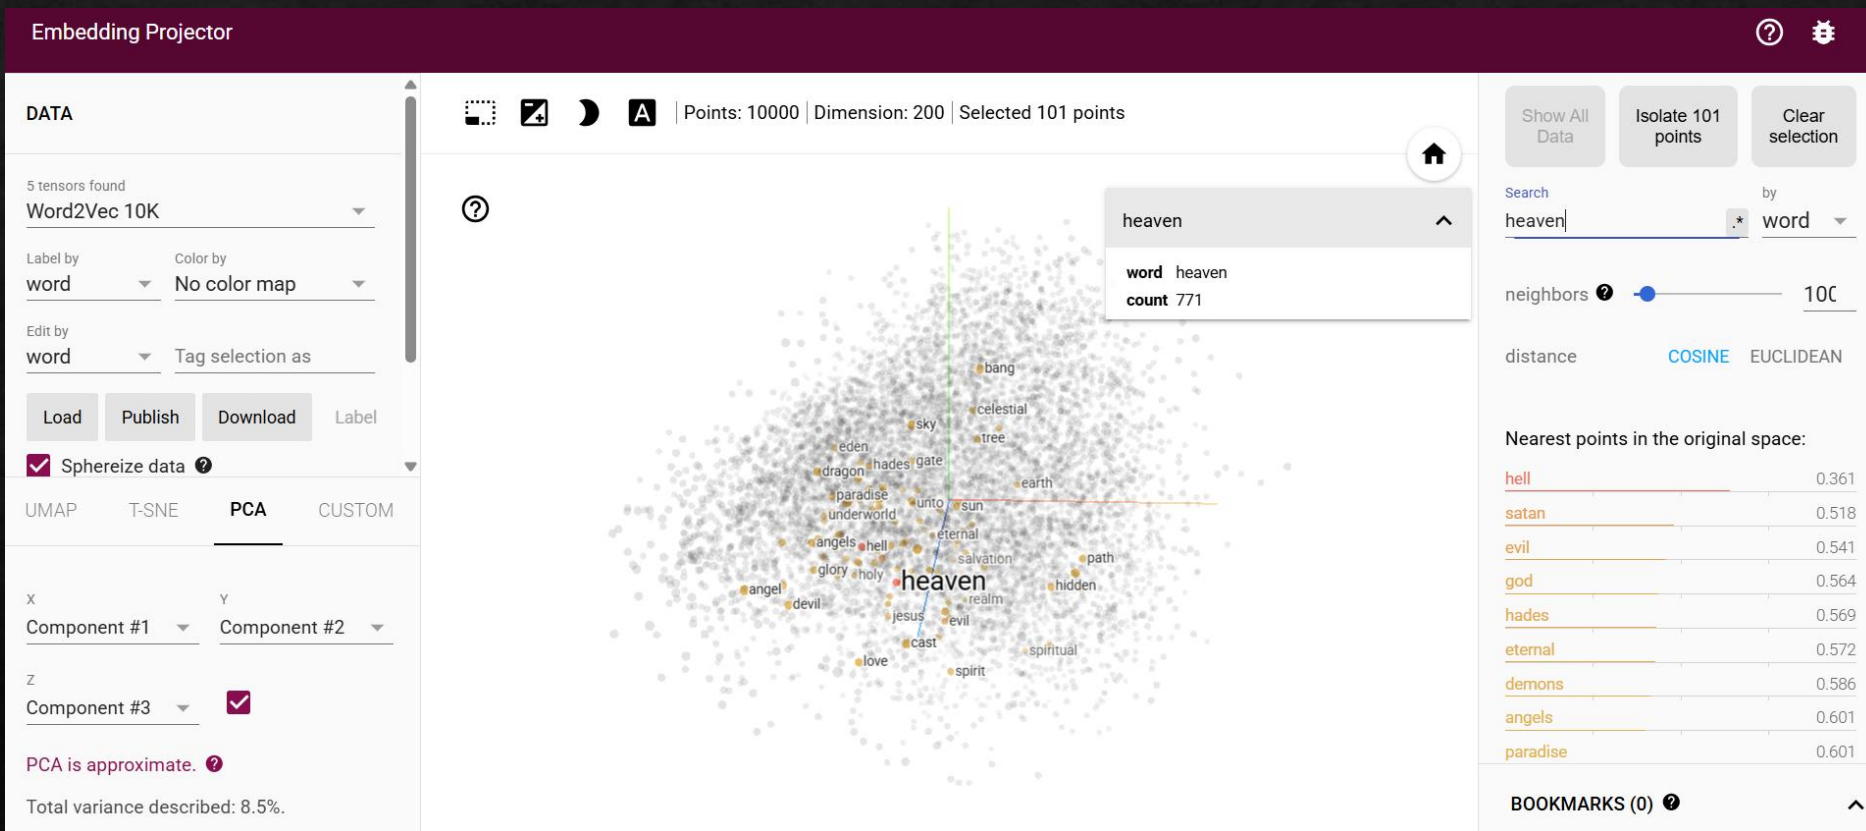 Embedding Projector
DATA
5 tensors found
Word2Vec 10K
Label by
Color by
word
No color map
Edit by
word
Tag selection as
Load
Publish
Download
Label
Sphereize data
UMAP
T-SNE
PCA
CUSTOM
X
Y
Component #1
Component #2
Z
Component #3
PCA is approximate.
Total variance described: 8.5%.
A
Points: 10000
Dimension: 200
Selected 101 points
heaven
word heaven
count 771
bang
celestial
sky
tree
eden
hades
gate
dragon
earth
paradise
unto
sun
underworld
eternal
angels
hell
salvation
path
glory
holy
heaven
hidden
angel
realm
devil
jesus
evil
cast
spiritual
love
spirit
Show All
Data
Isolate 101
points
Clear
selection
Search
by
heaven
.*
word
neighbors
100
distance
COSINE
EUCLIDEAN
Nearest points in the original space:
hell 0.361
satan 0.518
evil 0.541
god 0.564
hades 0.569
eternal 0.572
demons 0.586
angels 0.601
paradise 0.601
BOOKMARKS (0)